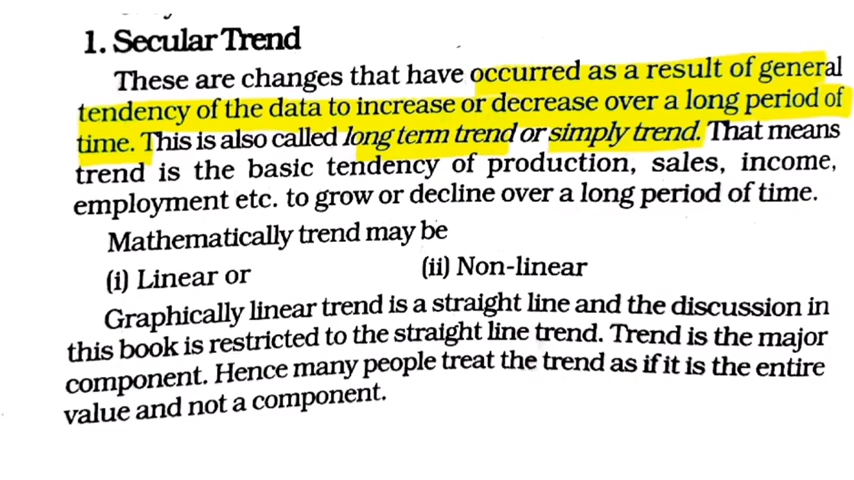 1. Secular Trend
These are changes that have occurred as a result of general
tendency of the data to increase or decrease over a long period of
time. This is also called long term trend or simply trend. That means
trend is the basic tendency of production, sales, income,
employment etc. to grow or decline over a long period of time.
Mathematically trend may be
(i) Linear or (ii) Non-linear
Graphically linear trend is a straight line and the discussion in
this book is restricted to the straight line trend. Trend is the major
component. Hence many people treat the trend as if it is the entire
value and not a component.